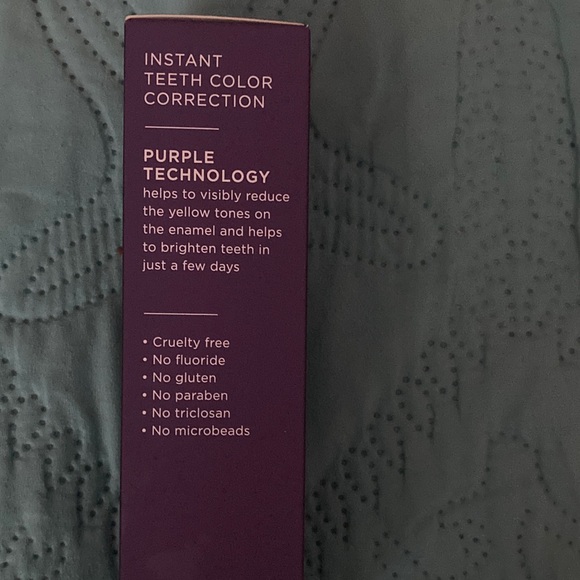 INSTANT
TEETH COLOR
CORRECTION
PURPLE
TECHNOLOGY
helps to visibly reduce
the yellow tones on
the enamel and helps
to brighten teeth in
just a few days
• Cruelty free
• No fluoride
• No gluten
• No paraben
• No triclosan
• No microbeads